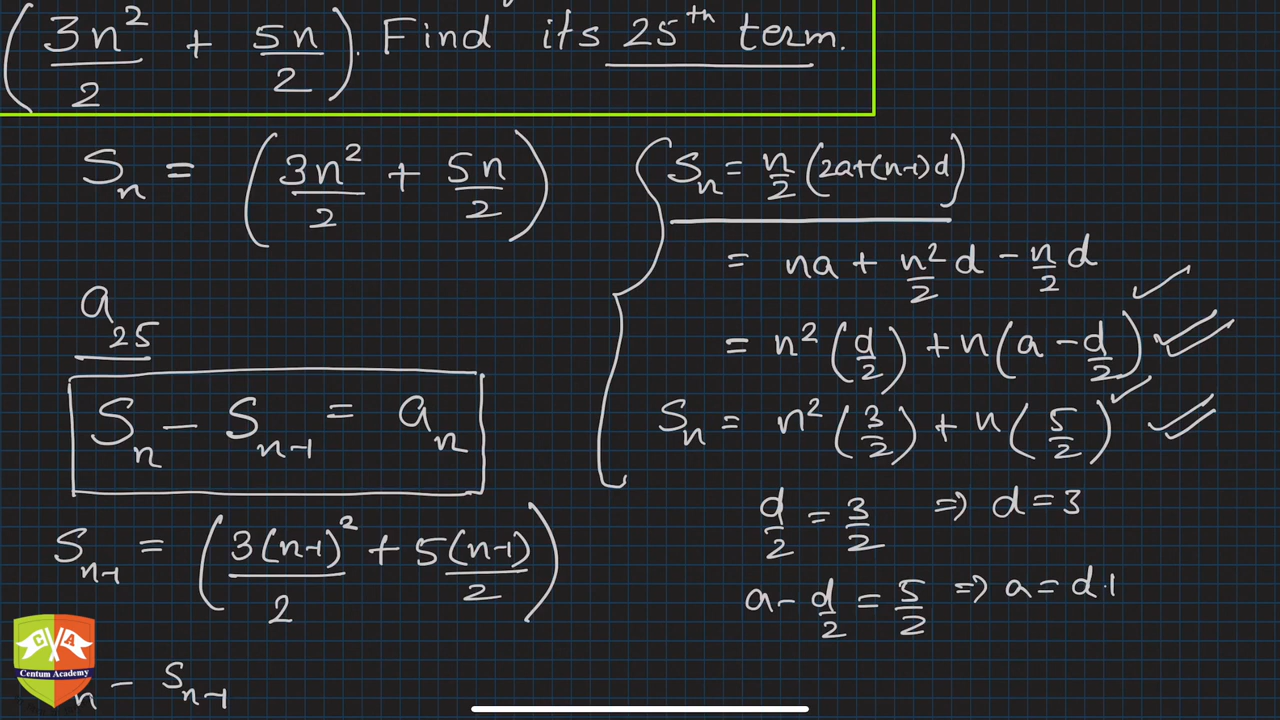 (3n²/2 + 5n/2). Find its 25th term.
Sn = (3n²/2 + 5n/2)
a25
Sn - Sn-1 = an
Sn-1 = (3(n-1)²/2 + 5(n-1)/2)
n - Sn-1
Sn = n/2 (2a+(n-1)d)
= na + n²/2 d - n/2 d
= n² (d/2) + n (a - d/2)
Sn = n² (3/2) + n (5/2)
d/2 = 3/2 ⇒ d = 3
a - d/2 = 5/2 ⇒ a = d
CA
Centum Academy